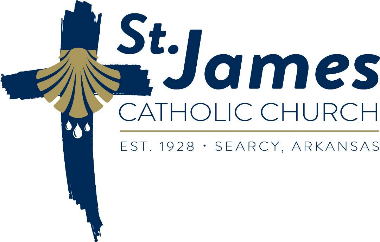 St. James
CATHOLIC CHURCH
EST. 1928 • SEARCY, ARKANSAS